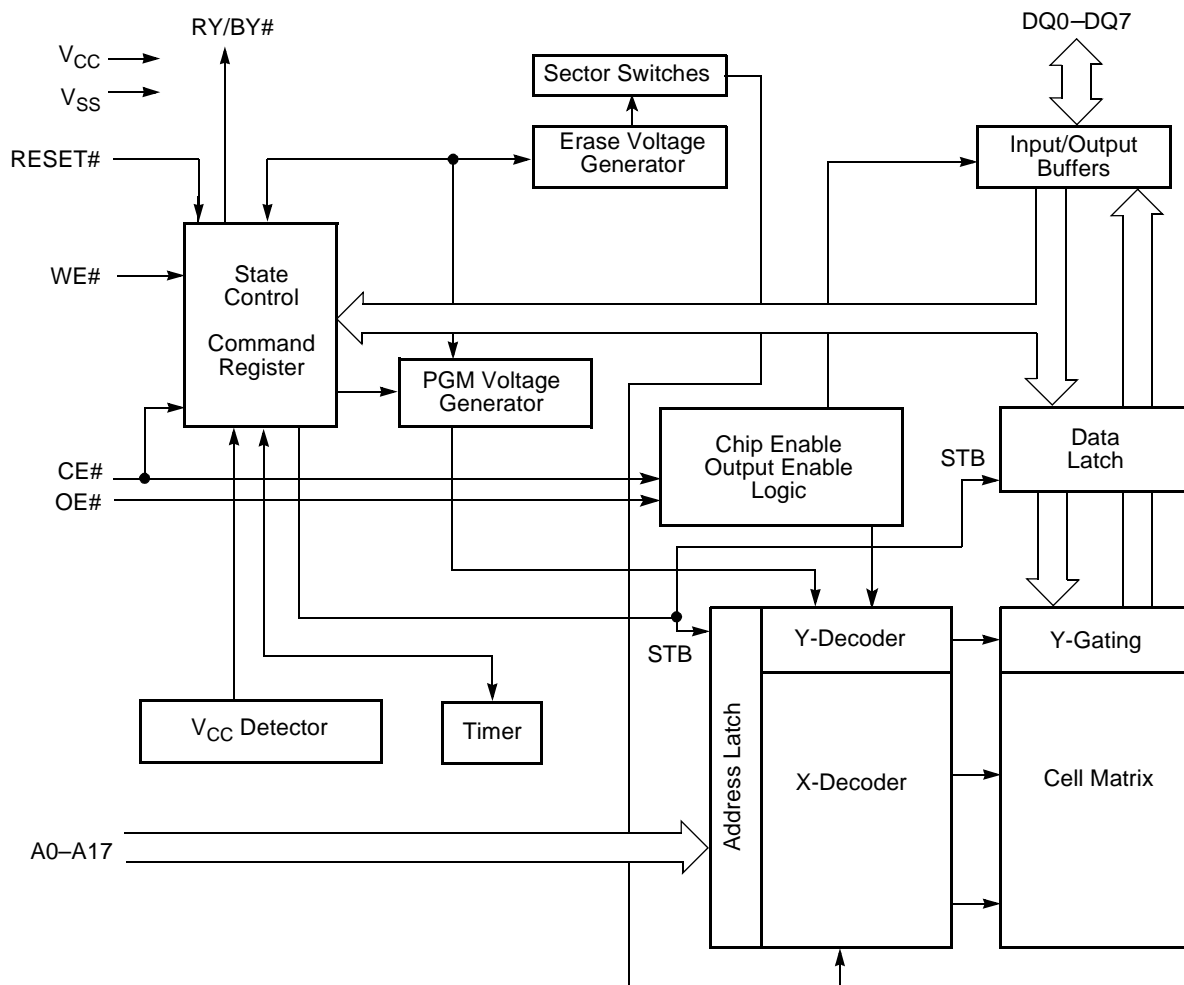 RY/BY#
DQ0–DQ7
VCC
VSS
Sector Switches
Erase Voltage
Generator
Input/Output
Buffers
RESET#
WE#
State
Control
Command
Register
PGM Voltage
Generator
Chip Enable
Output Enable
Logic
Data
Latch
STB
CE#
OE#
STB
Y-Decoder
Y-Gating
VCC Detector
Timer
Address Latch
X-Decoder
Cell Matrix
A0–A17